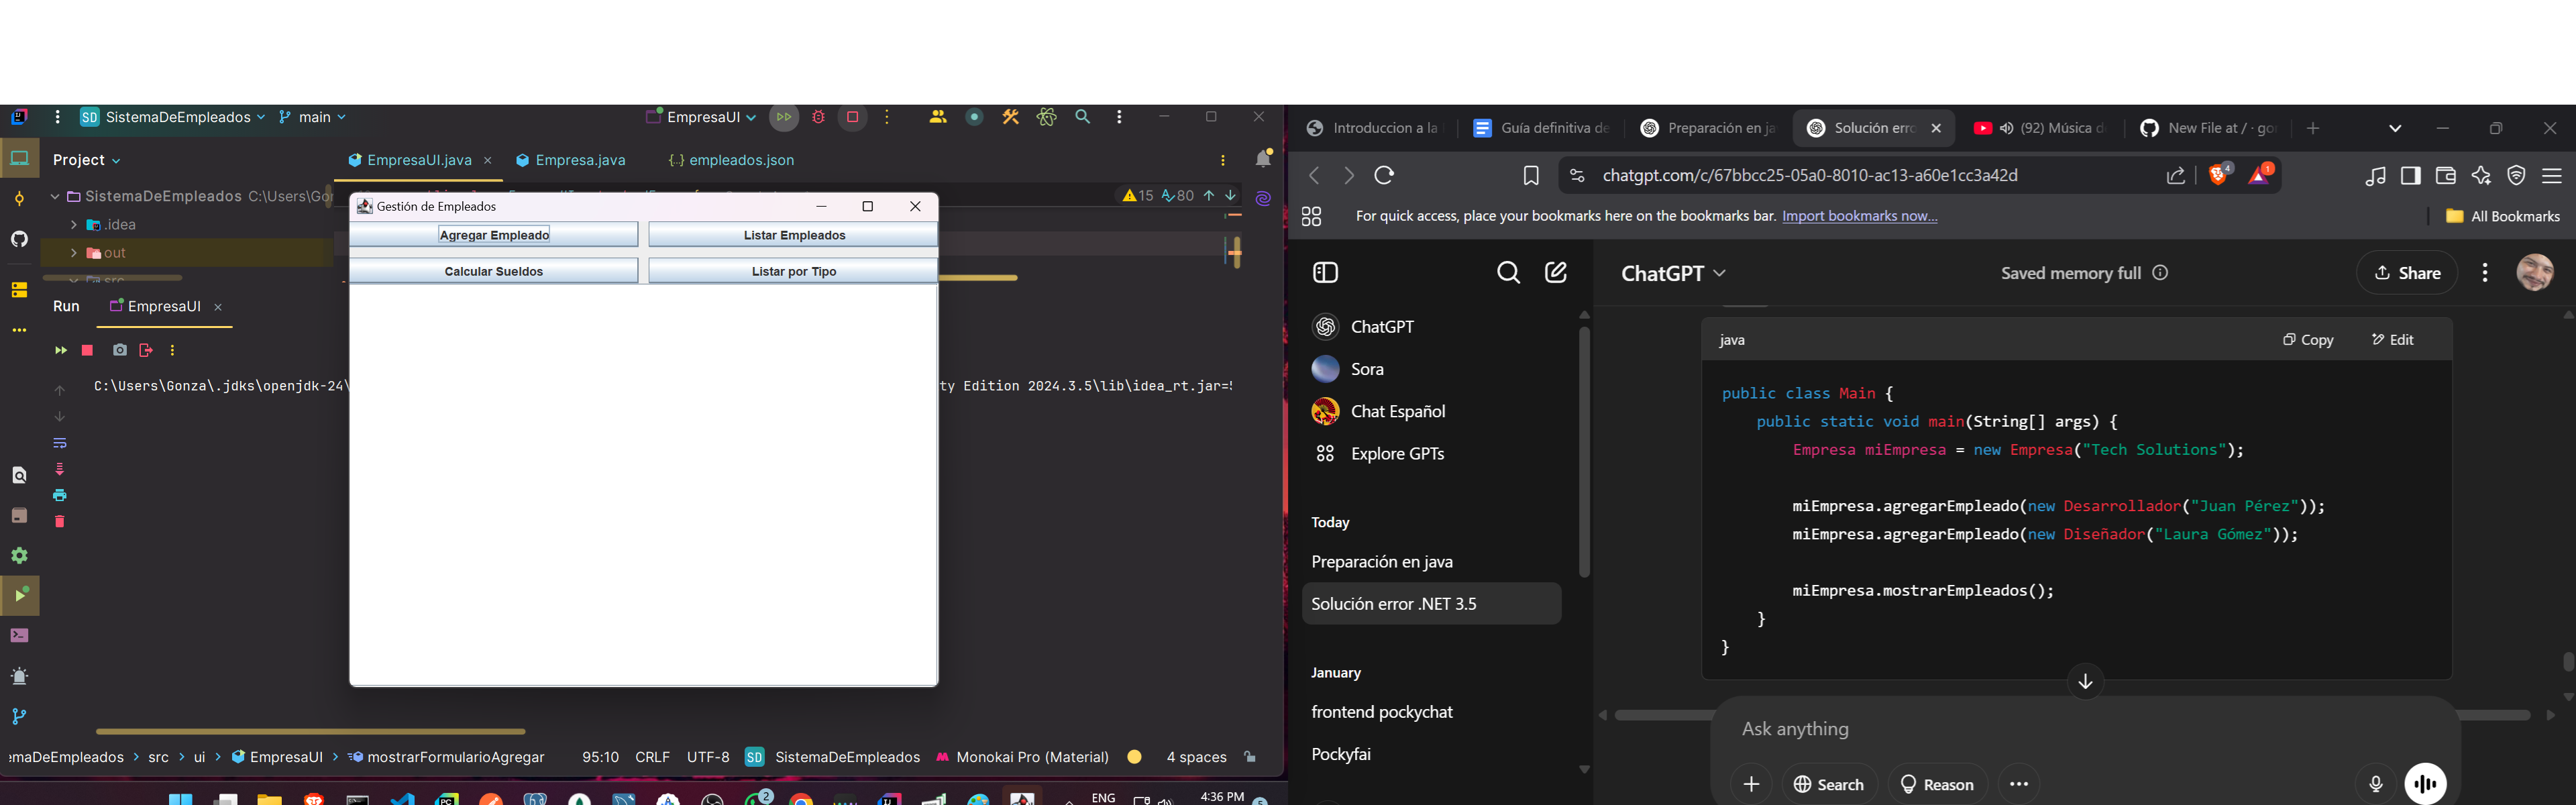 SD SistemaDeEmpleados main EmpresaUI
Project EmpresaUI.java Empresa.java {..} empleados.json
SistemaDeEmpleados C:\Users\Go
15 80
.idea
out
src
Gestión de Empleados
Agregar Empleado Listar Empleados
Calcular Sueldos Listar por Tipo
Run EmpresaUI
C:\Users\Gonza\.jdks\openjdk-24\ ty Edition 2024.3.5\lib\idea_rt.jar=5
emaDeEmpleados > src > ui > EmpresaUI > mostrarFormularioAgregar 95:10 CRLF UTF-8 SD SistemaDeEmpleados Monokai Pro (Material) 4 spaces
PC 2 ENG 4:36 PM
Introduccion a la Guía definitiva de Preparación en ja Solución erro (92) Música d New File at / · gon
chatgpt.com/c/67bbcc25-05a0-8010-ac13-a60e1cc3a42d 4 1
For quick access, place your bookmarks here on the bookmarks bar. Import bookmarks now... All Bookmarks
ChatGPT Saved memory full Share
ChatGPT
Sora
Chat Español
Explore GPTs
Today
Preparación en java
Solución error .NET 3.5
January
frontend pockychat
Pockyfai
java Copy Edit
public class Main {
public static void main(String[] args) {
Empresa miEmpresa = new Empresa("Tech Solutions");
miEmpresa.agregarEmpleado(new Desarrollador("Juan Pérez"));
miEmpresa.agregarEmpleado(new Diseñador("Laura Gómez"));
miEmpresa.mostrarEmpleados();
}
}
Ask anything
Search Reason